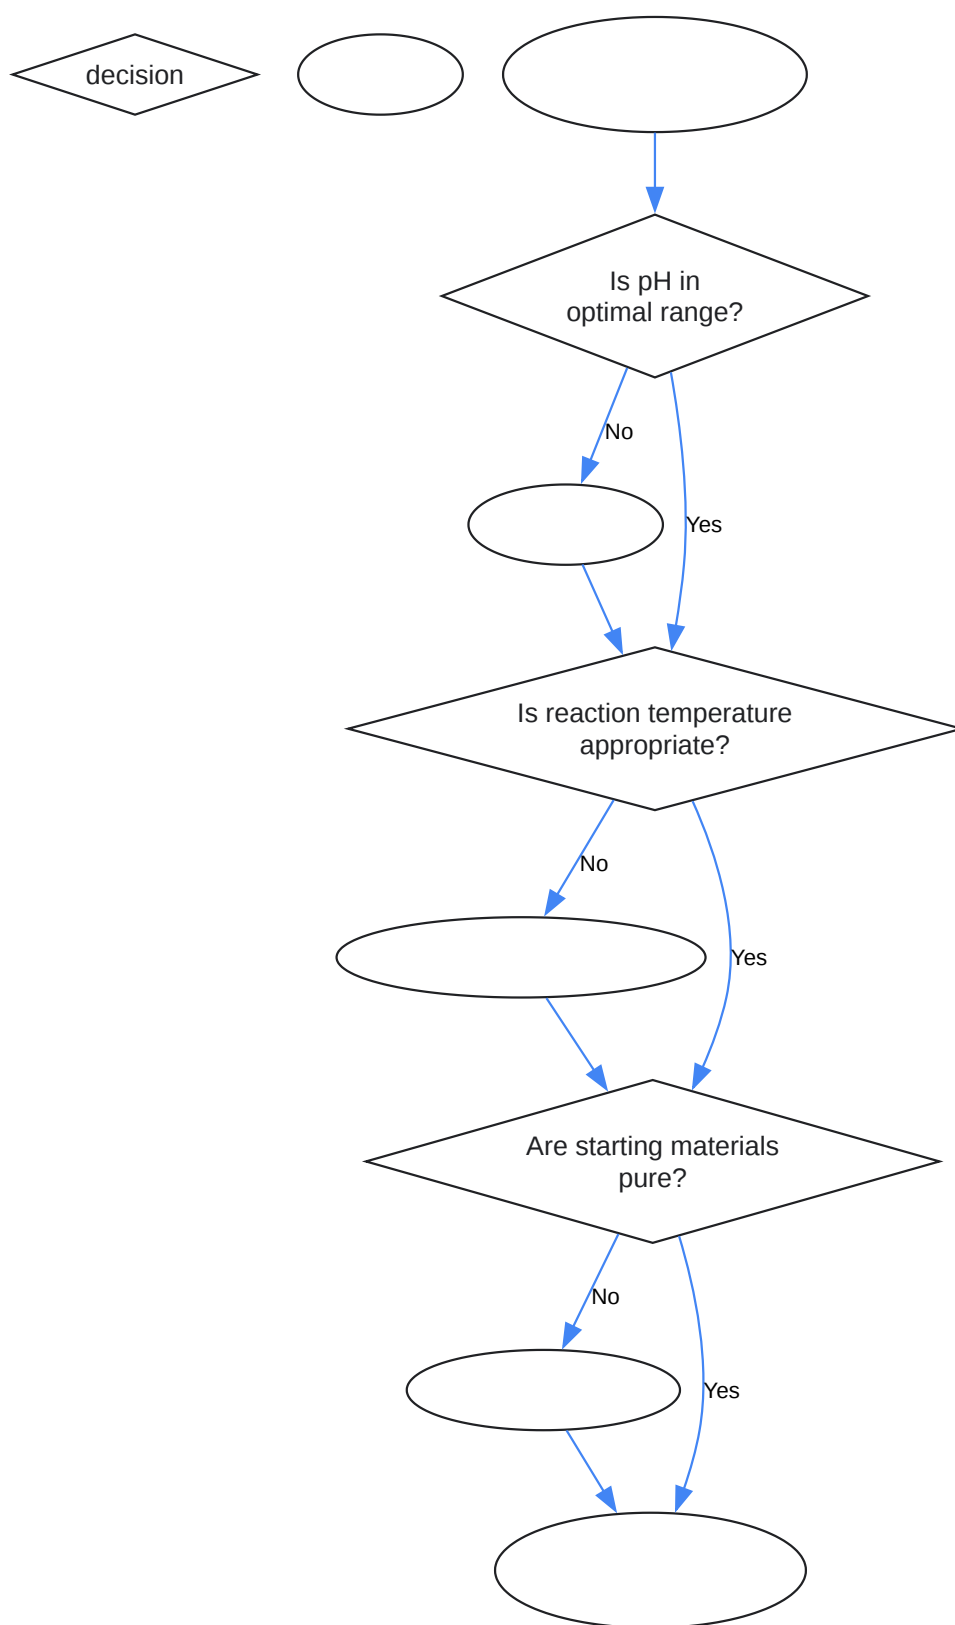 decision
Is pH in
optimal range?
No
Yes
Is reaction temperature
appropriate?
No
Yes
Are starting materials
pure?
No
Yes